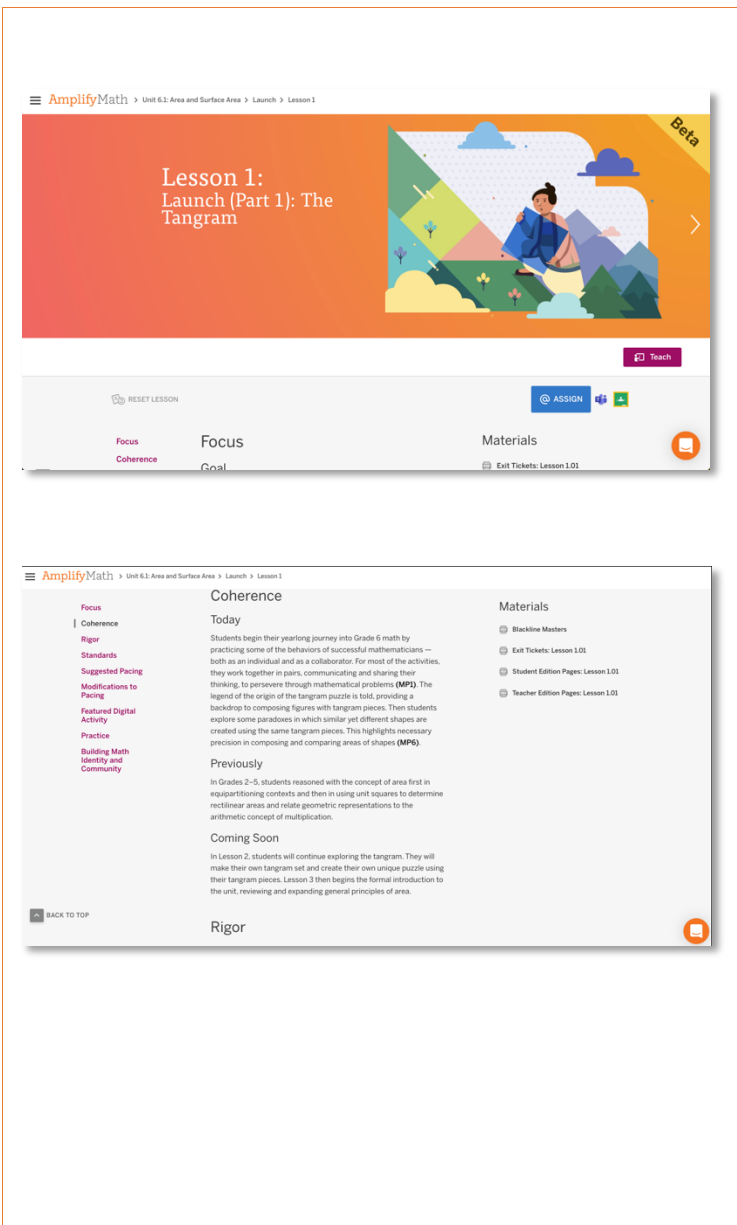 AmplifyMath > Unit 6.1: Area and Surface Area > Launch > Lesson 1
Beta
Lesson 1:
Launch (Part 1): The
Tangram
Teach
RESET LESSON
ASSIGN
Focus
Coherence
Focus
Goal
Materials
Exit Tickets: Lesson 1.01
AmplifyMath > Unit 6.1: Area and Surface Area > Launch > Lesson 1
Focus
Coherence
Rigor
Standards
Suggested Pacing
Modifications to
Pacing
Featured Digital
Activity
Practice
Building Math
Identity and
Community
BACK TO TOP
Coherence
Today
Students begin their yearlong journey into Grade 6 math by
practicing some of the behaviors of successful mathematicians —
both as an individual and as a collaborator. For most of the activities,
they work together in pairs, communicating and sharing their
thinking, to persevere through mathematical problems (MP1). The
legend of the origin of the tangram puzzle is told, providing a
backdrop to composing figures with tangram pieces. Then students
explore some paradoxes in which similar yet different shapes are
created using the same tangram pieces. This highlights necessary
precision in composing and comparing areas of shapes (MP6).
Previously
In Grades 2–5, students reasoned with the concept of area first in
equipartitioning contexts and then in using unit squares to determine
rectilinear areas and relate geometric representations to the
arithmetic concept of multiplication.
Coming Soon
In Lesson 2, students will continue exploring the tangram. They will
make their own tangram set and create their own unique puzzle using
their tangram pieces. Lesson 3 then begins the formal introduction to
the unit, reviewing and expanding general principles of area.
Rigor
Materials
Blackline Masters
Exit Tickets: Lesson 1.01
Student Edition Pages: Lesson 1.01
Teacher Edition Pages: Lesson 1.01